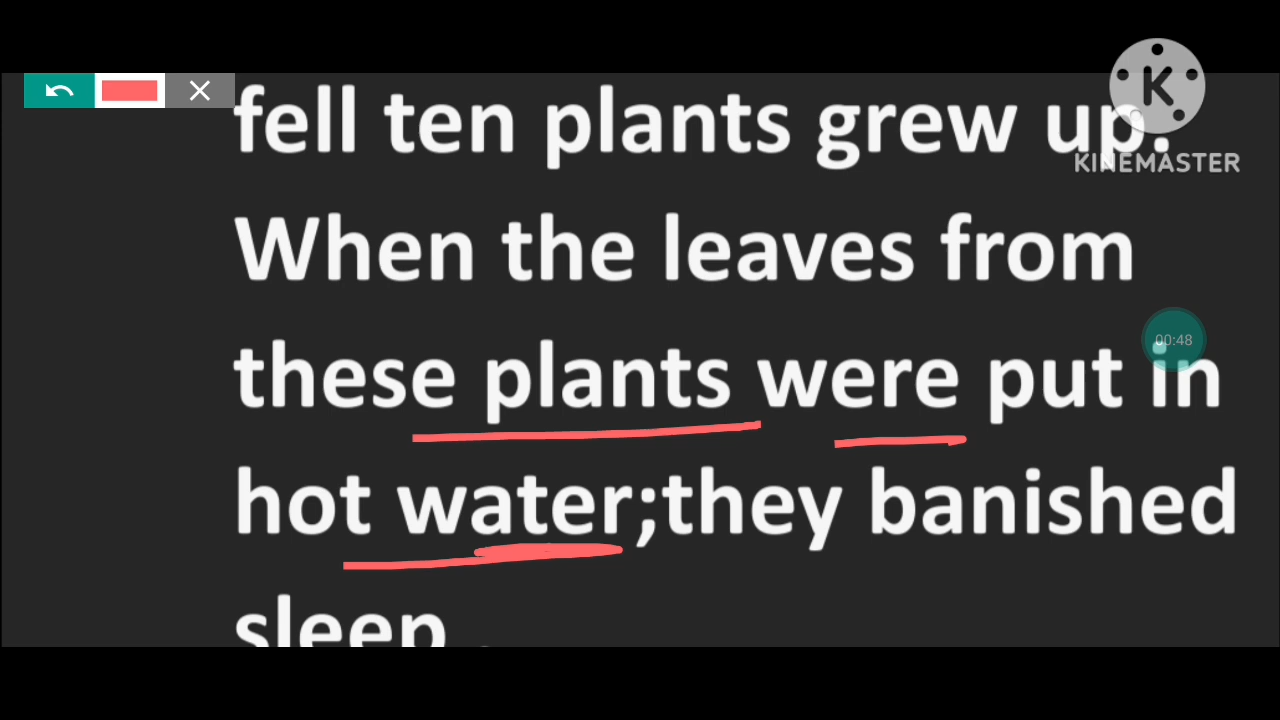 fell ten plants grew up.
KINEMASTER
When the leaves from
these plants were put in
00:48
hot water;they banished
sleep